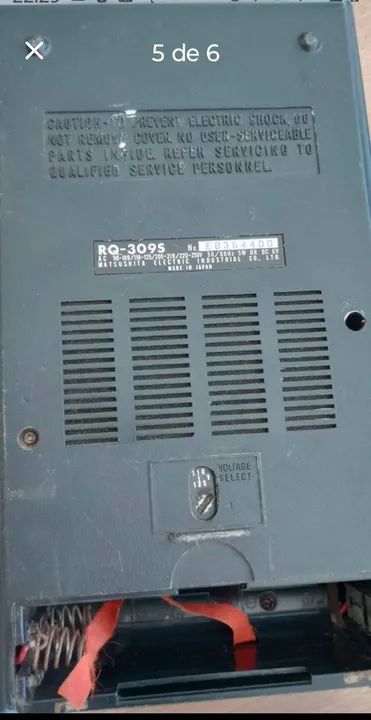 5 de 6
CAUTION-TO PREVENT ELECTRIC SHOCK, DO
NOT REMOVE COVER. NO USER-SERVICEABLE
PARTS INSIDE. REFER SERVICING TO
QUALIFIED SERVICE PERSONNEL.
RQ-309S No. EB3644DD
MATSUSHITA ELECTRIC INDUSTRIAL CO., LTD.
MADE IN JAPAN
VOLTAGE
SELECT